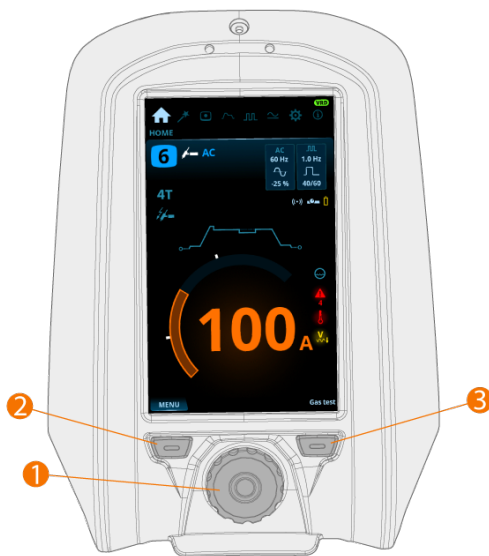 VRD
HOME
6 AC
AC
60 Hz
-25 %
1.0 Hz
40/60
4T
4
100 A
V
MENU
Gas test
2
3
1